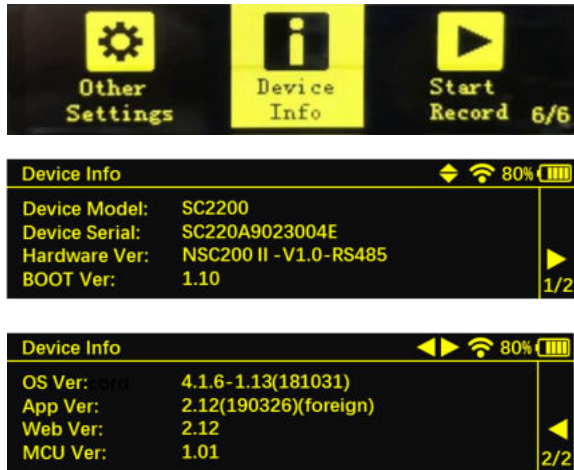 Other
Settings
Device
Info
Start
Record
6/6
Device Info 80%
Device Model: SC2200
Device Serial: SC220A9023004E
Hardware Ver: NSC200 II -V1.0-RS485
BOOT Ver: 1.10
1/2
Device Info 80%
OS Ver: 4.1.6-1.13(181031)
App Ver: 2.12(190326)(foreign)
Web Ver: 2.12
MCU Ver: 1.01
2/2